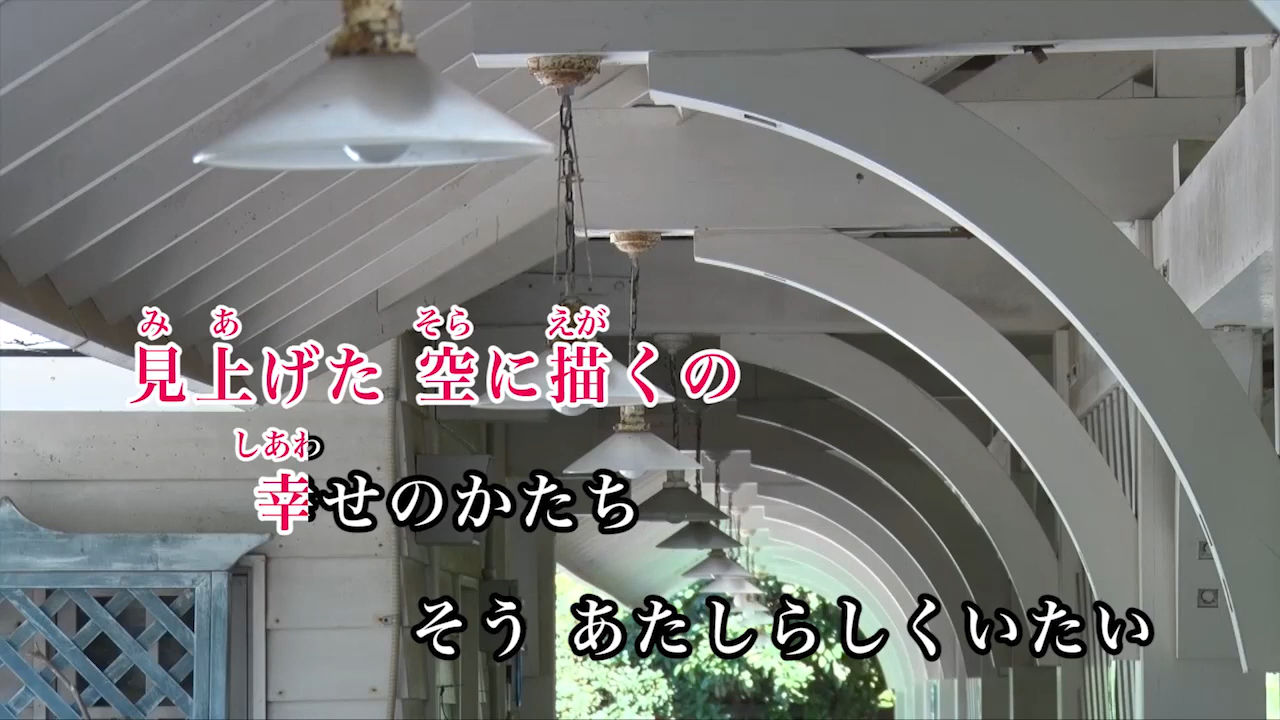 みあ そら えが
見上げた 空に描くの
しあわ
幸せのかたち
そう あたしらしくいたい